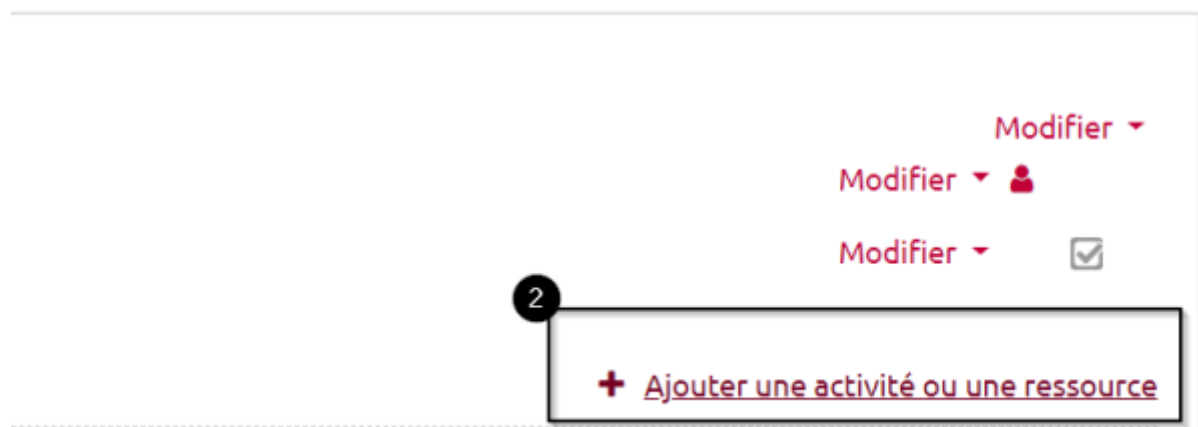 Modifier
Modifier
Modifier
2
Ajouter une activité ou une ressource